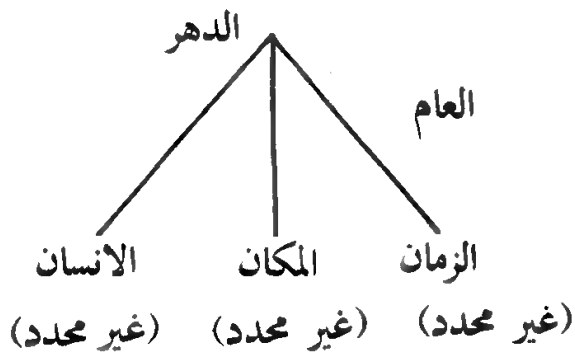 الدهر
العام
الزمان المكان الانسان
(غير محدد) (غير محدد) (غير محدد)